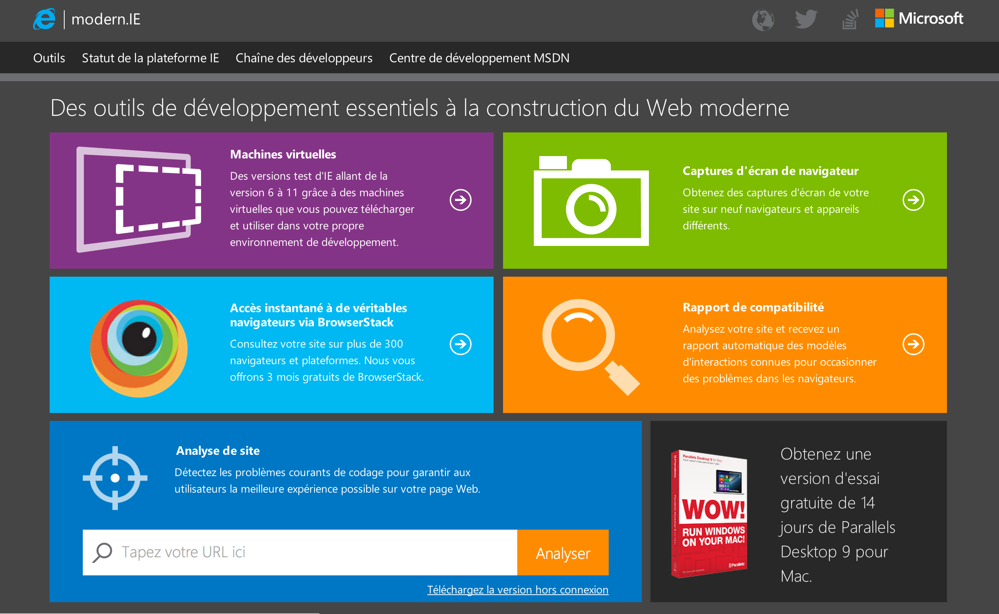 modern.IE
Microsoft
Outils Statut de la plateforme IE Chaîne des développeurs Centre de développement MSDN
Des outils de développement essentiels à la construction du Web moderne
Machines virtuelles
Des versions test d'IE allant de la
version 6 à 11 grâce à des machines
virtuelles que vous pouvez télécharger
et utiliser dans votre propre
environnement de développement.
Captures d'écran de navigateur
Obtenez des captures d'écran de votre
site sur neuf navigateurs et appareils
différents.
Accès instantané à de véritables
navigateurs via BrowserStack
Consultez votre site sur plus de 300
navigateurs et plateformes. Nous vous
offrons 3 mois gratuits de BrowserStack.
Rapport de compatibilité
Analysez votre site et recevez un
rapport automatique des modèles
d'interactions connues pour occasionner
des problèmes dans les navigateurs.
Analyse de site
Détectez les problèmes courants de codage pour garantir aux
utilisateurs la meilleure expérience possible sur votre page Web.
Tapez votre URL ici
Analyser
Téléchargez la version hors connexion
Parallels Desktop 9 for Mac
WOW!
RUN WINDOWS
ON YOUR MAC!
Parallels
Obtenez une
version d'essai
gratuite de 14
jours de Parallels
Desktop 9 pour
Mac.